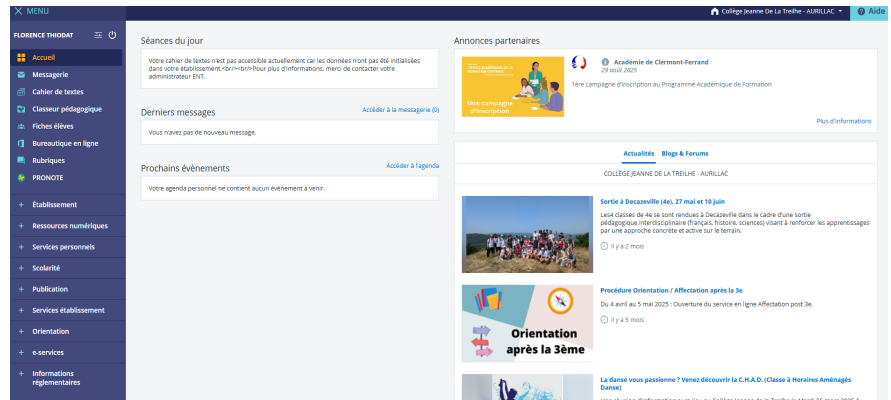 MENU
Collège Jeanne De La Treilhe - AURILLAC
Aide
FLORENCE THIODAT
Accueil
Messagerie
Cahier de textes
Classeur pédagogique
Fiches élèves
Bureautique en ligne
Rubriques
PRONOTE
+ Établissement
+ Ressources numériques
+ Services personnels
+ Scolarité
+ Publication
+ Services établissement
+ Orientation
+ e-services
+ Informations
réglementaires
Séances du jour
Votre cahier de textes n'est pas accessible actuellement car les données n'ont pas été initialisées
dans votre établissement.<br/><br/>Pour plus d'informations, merci de contacter votre
administrateur ENT.
Derniers messages
Accéder à la messagerie (0)
Vous n'avez pas de nouveau message.
Prochains évènements
Accéder à l'agenda
Votre agenda personnel ne contient aucun évènement à venir.
Annonces partenaires
1ère campagne
d'inscription
Académie de Clermont-Ferrand
29 août 2025
1ère campagne d'inscription au Programme Académique de Formation
Plus d'informations
Actualités
Blogs & Forums
COLLÈGE JEANNE DE LA TREILHE - AURILLAC
Sortie à Decazeville (4e), 27 mai et 10 juin
Les4 classes de 4e se sont rendues à Decazeville dans le cadre d'une sortie
pédagogique interdisciplinaire (français, histoire, sciences) visant à renforcer les apprentissages
par une approche concrète et active sur le terrain.
il y a 2 mois
Orientation
après la 3ème
Procédure Orientation / Affectation après la 3e
Du 4 avril au 5 mai 2025 : Ouverture du service en ligne Affectation post 3e.
il y a 5 mois
La danse vous passionne ? Venez découvrir la C.H.A.D. (Classe à Horaires Aménagés
Danse)